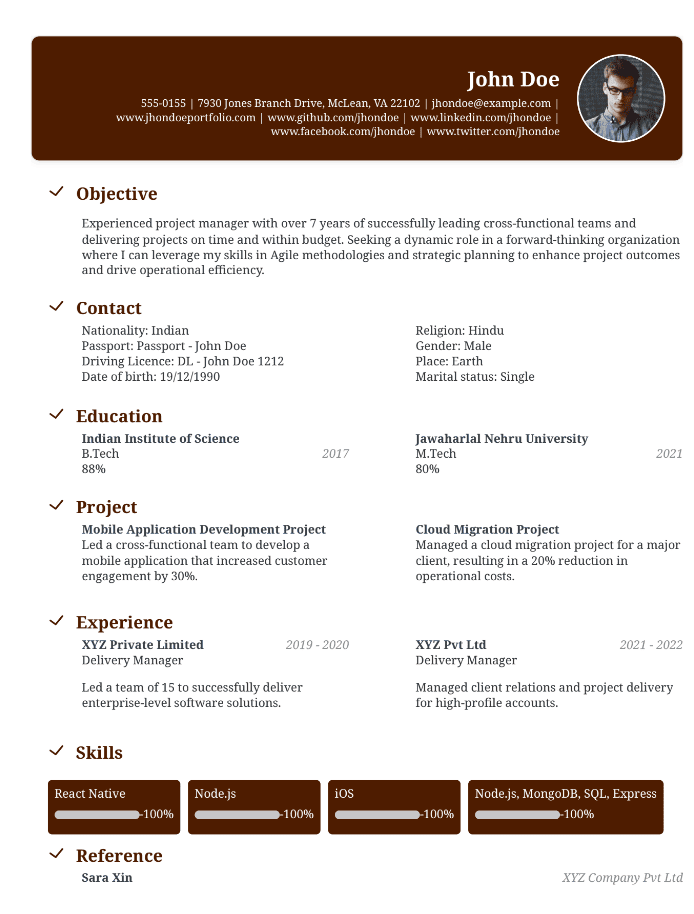 John Doe
555-0155 | 7930 Jones Branch Drive, McLean, VA 22102 | jhondoe@example.com |
www.jhondoeportfolio.com | www.github.com/jhondoe | www.linkedin.com/jhondoe |
www.facebook.com/jhondoe | www.twitter.com/jhondoe
Objective
Experienced project manager with over 7 years of successfully leading cross-functional teams and
delivering projects on time and within budget. Seeking a dynamic role in a forward-thinking organization
where I can leverage my skills in Agile methodologies and strategic planning to enhance project outcomes
and drive operational efficiency.
Contact
Nationality: Indian
Passport: Passport - John Doe
Driving Licence: DL - John Doe 1212
Date of birth: 19/12/1990
Religion: Hindu
Gender: Male
Place: Earth
Marital status: Single
Education
Indian Institute of Science
B.Tech 2017
88%
Jawaharlal Nehru University
M.Tech 2021
80%
Project
Mobile Application Development Project
Led a cross-functional team to develop a
mobile application that increased customer
engagement by 30%.
Cloud Migration Project
Managed a cloud migration project for a major
client, resulting in a 20% reduction in
operational costs.
Experience
XYZ Private Limited 2019 - 2020
Delivery Manager
Led a team of 15 to successfully deliver
enterprise-level software solutions.
XYZ Pvt Ltd 2021 - 2022
Delivery Manager
Managed client relations and project delivery
for high-profile accounts.
Skills
React Native
-100%
Node.js
-100%
iOS
-100%
Node.js, MongoDB, SQL, Express
-100%
Reference
Sara Xin XYZ Company Pvt Ltd